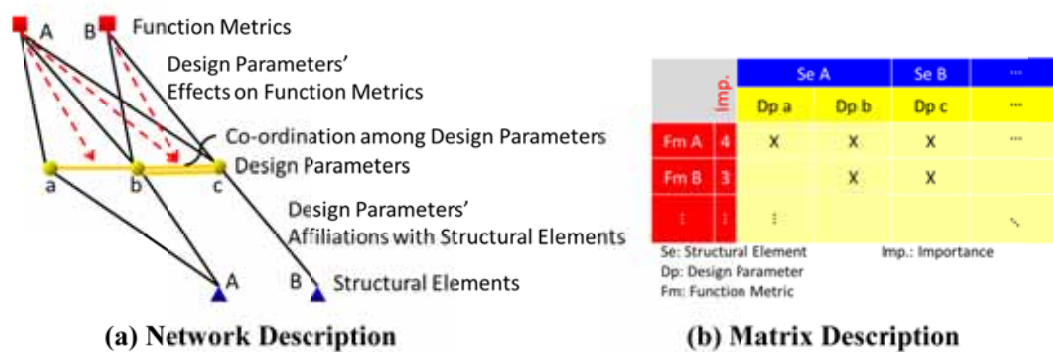 A
B
Function Metrics
Design Parameters'
Effects on Function Metrics
Co-ordination among Design Parameters
Design Parameters
a
b
c
Design Parameters'
Affiliations with Structural Elements
A
B
Structural Elements
(a) Network Description
Imp.
Se A
Se B
...
Dp a
Dp b
Dp c
...
Fm A 4 X X X ...
Fm B 3 X X
⋮ ⋮ ⋮ ⋱
Se: Structural Element
Imp.: Importance
Dp: Design Parameter
Fm: Function Metric
(b) Matrix Description